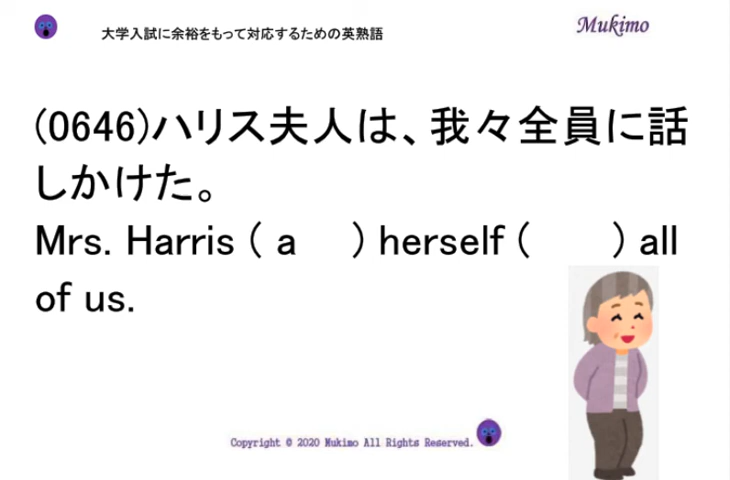 大学入試に余裕をもって対応するための英熟語
Mukimo
(0646)ハリス夫人は、我々全員に話
しかけた。
Mrs. Harris ( a     ) herself (       ) all
of us.
Copyright © 2020 Mukimo All Rights Reserved.